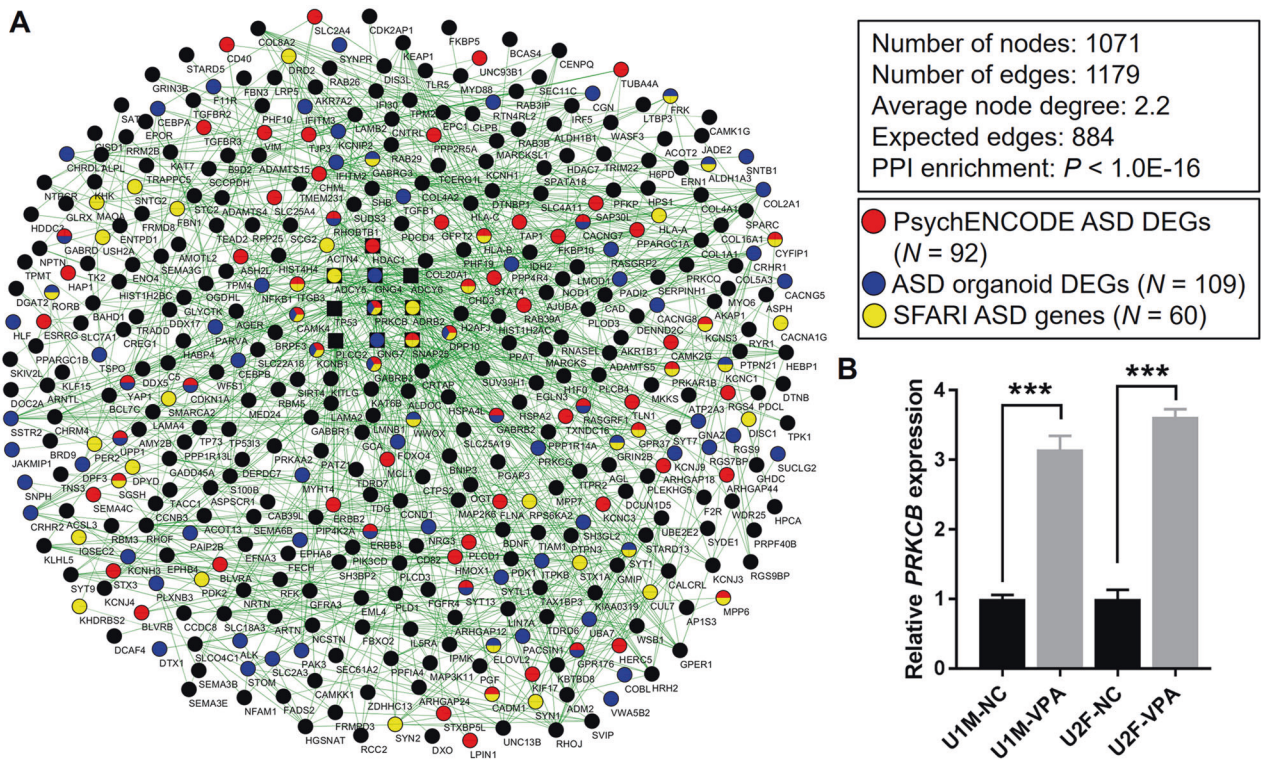 A
SLC2A4
COL8A2
SYNPR
CDK2AP1
CD40
KEAP1
FKBP5
BCAS4
STARD5
DRD2
RAB26
DIS3L
UNC93B1
CENPQ
GRIN3B
FBN3
LRP5
TLR5
MYD88
SEC11C
TUBA4A
F11R
AKR7A2
IFI30
RAB3IP
CGN
CEBPA
TGFBR2
IFITM3
LAMB2
EPC1
CLPB
RTN4RL2
IRF5
LTBP3
FRK
EPOR
PHF10
KCNIP2
CNTRL
RAB3B
ALDH1B1
WASF3
CAMK1G
CISD1
RRM2B
TGFBR3
VIM
TJP3
RAB29
PPP2R5A
MARCKSL1
TRIM22
ACOT2
JADE2
CHRDL1
ALPL
KAT7
B9D2
ADAMTS15
IFITM2
GABRG3
TCERG1L
KCNH1
HDAC7
H6PD
ERN1
ALDH1A3
SNTB1
TRAPPC5
SCCPDH
CHML
TMEM231
COL4A2
SPATA18
NTRSR
KHK
SNTG2
STC2
ADAMTS4
SLC25A4
SHB
TGFB1
DTNBP1
SLC4A11
PFKP
HPS1
COL4A1
COL2A1
GLRX
MAOA
FBN1
SUDS3
HLA-C
SAP30L
SPARC
HDDC2
ENTPD1
FRMD8
RPP25
SCG2
RHOBTB1
PDCD4
GFPT2
TAP1
CACNG7
HLA-A
COL16A1
GABRD
USH2A
TEAD2
HLA-B
FKBP10
PPARGC1A
COL1A1
CYFIP1
NPTN
AMOTL2
ACTN4
HDAC1
PHF19
IDH2
RASGRP2
CRHR1
TPMT
TK2
SEMA3G
ASH2L
HIST4H4
COL20A1
PPP4R4
LMOD1
PRKCQ
COL5A3
HAP1
ENO4
TPM4
ADCY5
GNG4
ADCY6
STAT4
NOD1
PADI2
SERPINH1
CACNG5
DGAT2
RORB
HIST1H2BC
OGDHL
NFKB1
ITGB3
CHD3
AJUBA
CAD
MYO6
BAHD1
GLYCTK
RAB39A
AKAP1
ASPH
HLF
ESRRG
TRADD
DDX17
AGER
CAMK4
TP53
PRKCB
ADRB2
H2AFJ
HIST1H2AC
PLOD3
CACNG8
SLC7A1
CREG1
PARVA
BRPF3
DPP10
DENND2C
KCNS3
CACNA1G
PPARGC1B
HABP4
SLC22A18
PLCG2
GNG7
SNAP25
PPAT
RNASEL
AKR1B1
RYR1
SKIV2L
TSPO
CEBPB
KCNB1
MARCKS
CAMK2G
PTPN21
HEBP1
KLF15
DDX5
C5
WFS1
GABRB3
CRTAP
SUV39H1
ADAMTS5
KCNC1
DOC2A
ARNTL
YAP1
CDKN1A
SIRT4
KITLG
KAT6B
ALDOC
EGLN3
H1F0
PLCB4
PRKAR1B
DTNB
BCL7C
SMARCA2
RBM5
HSPA4L
HSPA2
RASGRF1
MKKS
RGS4
PDCL
SSTR2
CHRM4
LAMA4
MED24
LAMA2
LMNB1
WWOX
GABRB2
TLN1
ATP2A3
DISC1
TPK1
BRD9
AMY2B
TP73
TP53I3
GABBR1
TXNDC16
GNAZ
JAKMIP1
PER2
UPP1
PPP1R13L
PRKAA2
GCA
FOXO4
SLC25A19
PPP1R14A
GPR37
SYT7
RGS9
SUCLG2
DPF3
DPYD
GADD45A
DEPDC7
PATZ1
MCL1
BNIP3
PRKCG
GRIN2B
KCNJ9
RGS7BP
GHDC
SNPH
TNS3
SGSH
S100B
MYH14
TDRD7
PGAP3
ITPR2
AGL
ARHGAP18
ARHGAP44
SEMA4C
TACC1
ASPSCR1
CTPS2
OGT
MPP7
PLEKHG5
WDR25
CRHR2
ACSL3
CCNB3
CAB39L
TDG
MAP2K6
FLNA
RPS6KA2
DCUN1D5
F2R
HPCA
RBM3
RHOF
ACOT13
SEMA6B
ERBB2
CCND1
KCNC3
UBE2E2
SYDE1
IQSEC2
PAIP2B
PIP4K2A
NRG3
BDNF
SH3GL2
STARD13
PRPF40B
KLHL5
EFNA3
EPHA8
ERBB3
TIAM1
PTPN3
KCNH3
EPHB4
FECH
PIK3CD
CD82
PLCD1
HMOX1
STX1A
SYT1
KCNJ3
RGS9BP
SYT9
STX3
BLVRA
SH3BP2
PLCD3
PDK1
ITPKB
GMIP
CALCRL
KCNJ4
PLXNB3
PDK2
RFK
SYT13
SYTL1
KIAA0319
CUL7
MPP6
KHDRBS2
NRTN
GFRA3
EML4
PLD1
FGFR4
TAX1BP3
AP1S3
BLVRB
CCDC8
SLC18A3
ARTN
LIN7A
TDRD6
DCAF4
NCSTN
FBXO2
IL5RA
ARHGAP12
UBA7
WSB1
DTX1
SLCO4C1
ALK
PAK3
SEC61A2
IPMK
ELOVL2
PACSIN1
GPR176
HERC5
GPER1
SEMA3B
STOM
SLC2A3
PPFIA4
MAP3K11
KBTBD8
HRH2
SEMA3E
CAMKK1
ARHGAP24
PGF
KIF17
COBL
NFAM1
FADS2
ZDHHC13
CADM1
SYN1
ADM2
VWA5B2
FRMPD3
STXBP5L
HGSNAT
SYN2
UNC13B
RHOJ
SVIP
RCC2
DXO
LPIN1
Number of nodes: 1071
Number of edges: 1179
Average node degree: 2.2
Expected edges: 884
PPI enrichment: P < 1.0E-16
PsychENCODE ASD DEGs
(N = 92)
ASD organoid DEGs (N = 109)
SFARI ASD genes (N = 60)
B
Relative PRKCB expression
4
3
2
1
0
***
***
U1M-NC
U1M-VPA
U2F-NC
U2F-VPA